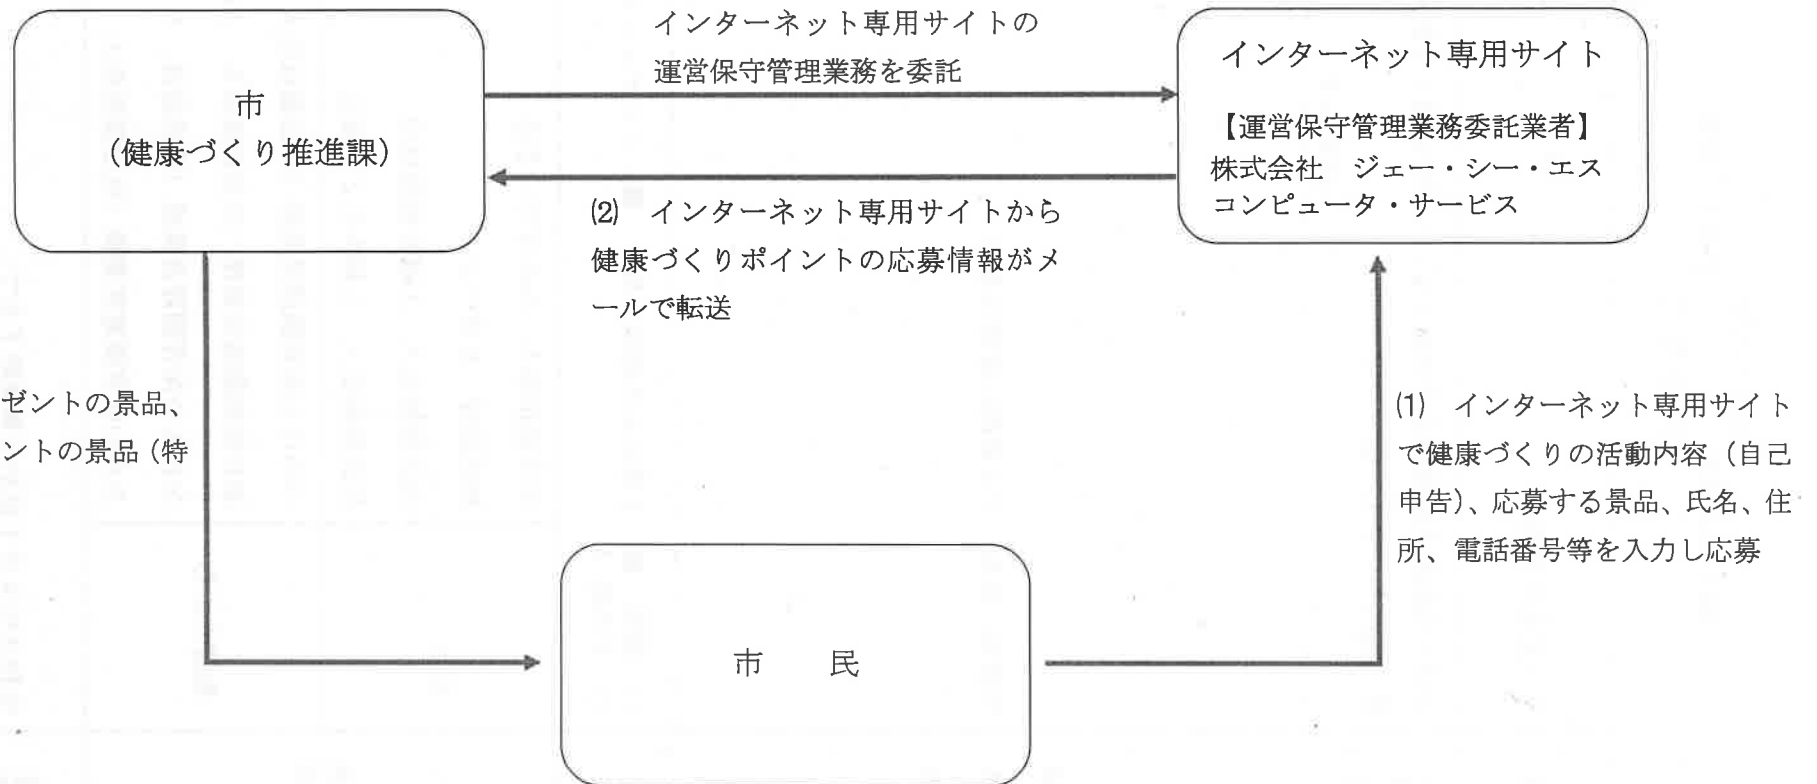 インターネット専用サイトの
運営保守管理業務を委託
市
(健康づくり推進課)
インターネット専用サイト
【運営保守管理業務委託業者】
株式会社　ジェー・シー・エス
コンピュータ・サービス
(2)　インターネット専用サイトから
健康づくりポイントの応募情報がメ
ールで転送
ゼントの景品、
ントの景品(特
(1)　インターネット専用サイト
で健康づくりの活動内容（自己
申告）、応募する景品、氏名、住
所、電話番号等を入力し応募
市　　民